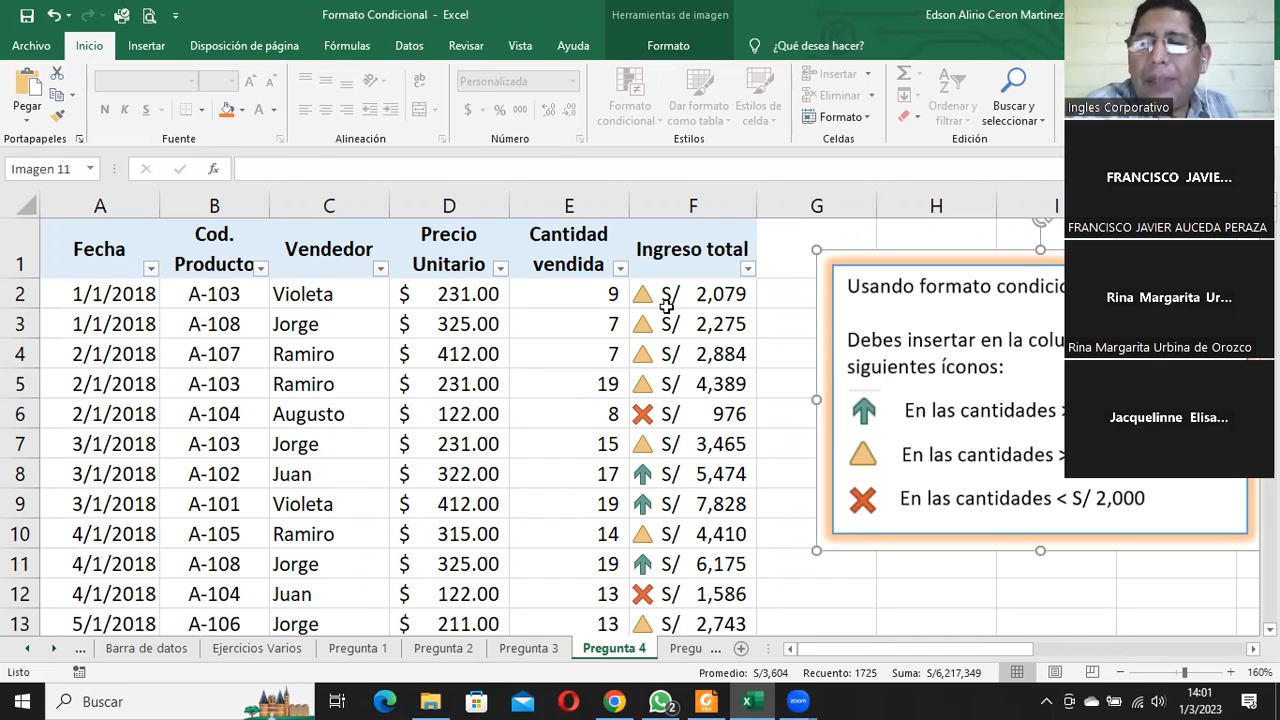 Formato Condicional - Excel
Herramientas de imagen
Edson Alirio Ceron Martinez
Archivo Inicio Insertar Disposición de página Fórmulas Datos Revisar Vista Ayuda Formato ¿Qué desea hacer?
Pegar
N K S
ab
Personalizada
$ % 000
Formato condicional
Dar formato como tabla
Estilos de celda
Insertar
Eliminar
Formato
Ordenar y filtrar
Buscar y seleccionar
Portapapeles Fuente Alineación Número Estilos Celdas Edición
Imagen 11
fx
A B C D E F G H I
1 Fecha Cod. Producto Vendedor Precio Unitario Cantidad vendida Ingreso total
2 1/1/2018 A-103 Violeta $ 231.00 9 S/ 2,079
3 1/1/2018 A-108 Jorge $ 325.00 7 S/ 2,275
4 2/1/2018 A-107 Ramiro $ 412.00 7 S/ 2,884
5 2/1/2018 A-103 Ramiro $ 231.00 19 S/ 4,389
6 2/1/2018 A-104 Augusto $ 122.00 8 S/ 976
7 3/1/2018 A-103 Jorge $ 231.00 15 S/ 3,465
8 3/1/2018 A-102 Juan $ 322.00 17 S/ 5,474
9 3/1/2018 A-101 Violeta $ 412.00 19 S/ 7,828
10 4/1/2018 A-105 Ramiro $ 315.00 14 S/ 4,410
11 4/1/2018 A-108 Jorge $ 325.00 19 S/ 6,175
12 4/1/2018 A-104 Juan $ 122.00 13 S/ 1,586
13 5/1/2018 A-106 Jorge $ 211.00 13 S/ 2,743
Usando formato condicio
Debes insertar en la colu
siguientes íconos:
En las cantidades >
En las cantidades >
En las cantidades < S/ 2,000
Ingles Corporativo
FRANCISCO JAVIE...
FRANCISCO JAVIER AUCEDA PERAZA
Rina Margarita Ur...
Rina Margarita Urbina de Orozco
Jacquelinne Elisa...
... Barra de datos Ejercicios Varios Pregunta 1 Pregunta 2 Pregunta 3 Pregunta 4 Pregu ...
Listo
Promedio: S/3,604 Recuento: 1725 Suma: S/6,217,349
160%
Buscar
2
zoom
14:01
1/3/2023